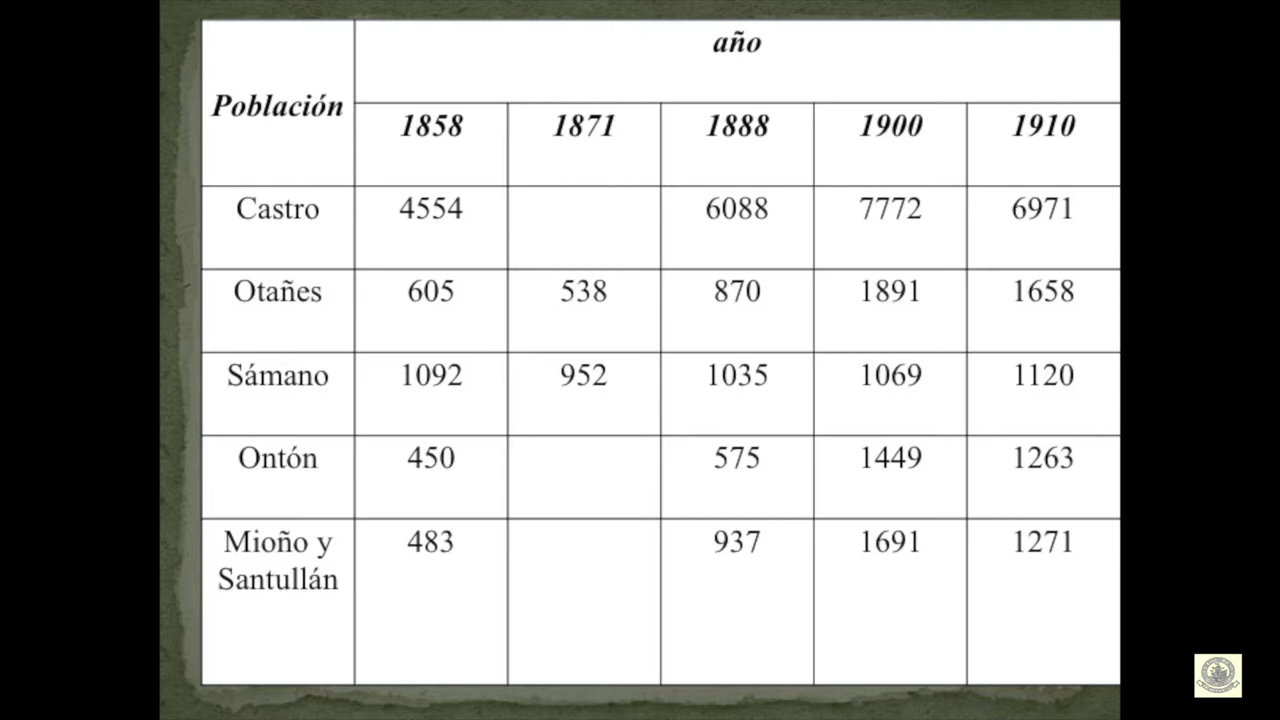 año
Población
1858 1871 1888 1900 1910
Castro 4554 6088 7772 6971
Otañes 605 538 870 1891 1658
Sámano 1092 952 1035 1069 1120
Ontón 450 575 1449 1263
Mioño y 483 937 1691 1271
Santullán